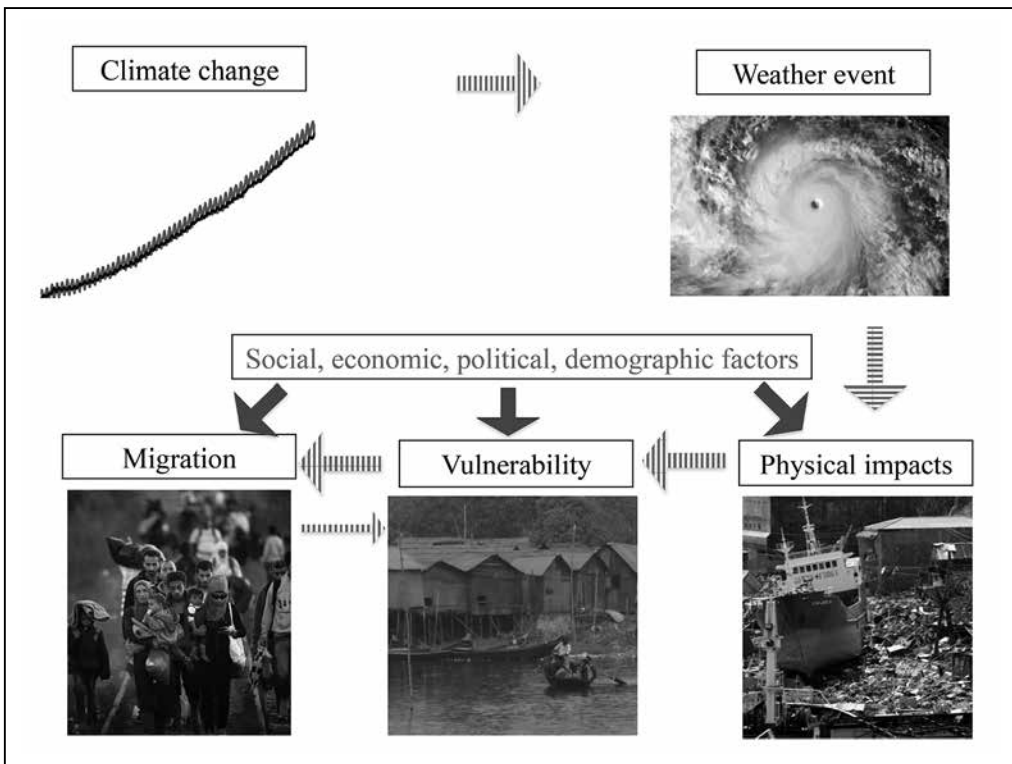 Climate change
Weather event
Social, economic, political, demographic factors
Migration
Vulnerability
Physical impacts